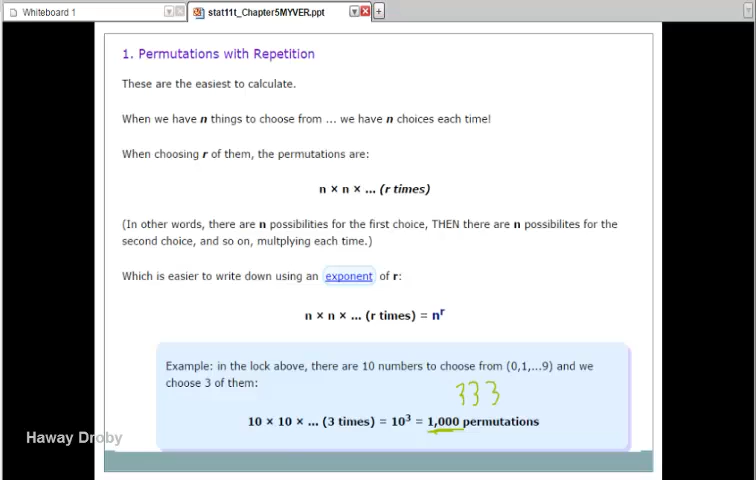 Whiteboard 1
stat11t_Chapter5MYVER.ppt
1. Permutations with Repetition
These are the easiest to calculate.
When we have n things to choose from ... we have n choices each time!
When choosing r of them, the permutations are:
n × n × ... (r times)
(In other words, there are n possibilities for the first choice, THEN there are n possibilites for the
second choice, and so on, multplying each time.)
Which is easier to write down using an exponent of r:
n × n × ... (r times) = nʳ
Example: in the lock above, there are 10 numbers to choose from (0,1,...9) and we
choose 3 of them:
333
10 × 10 × ... (3 times) = 10³ = 1,000 permutations
Haway Droby